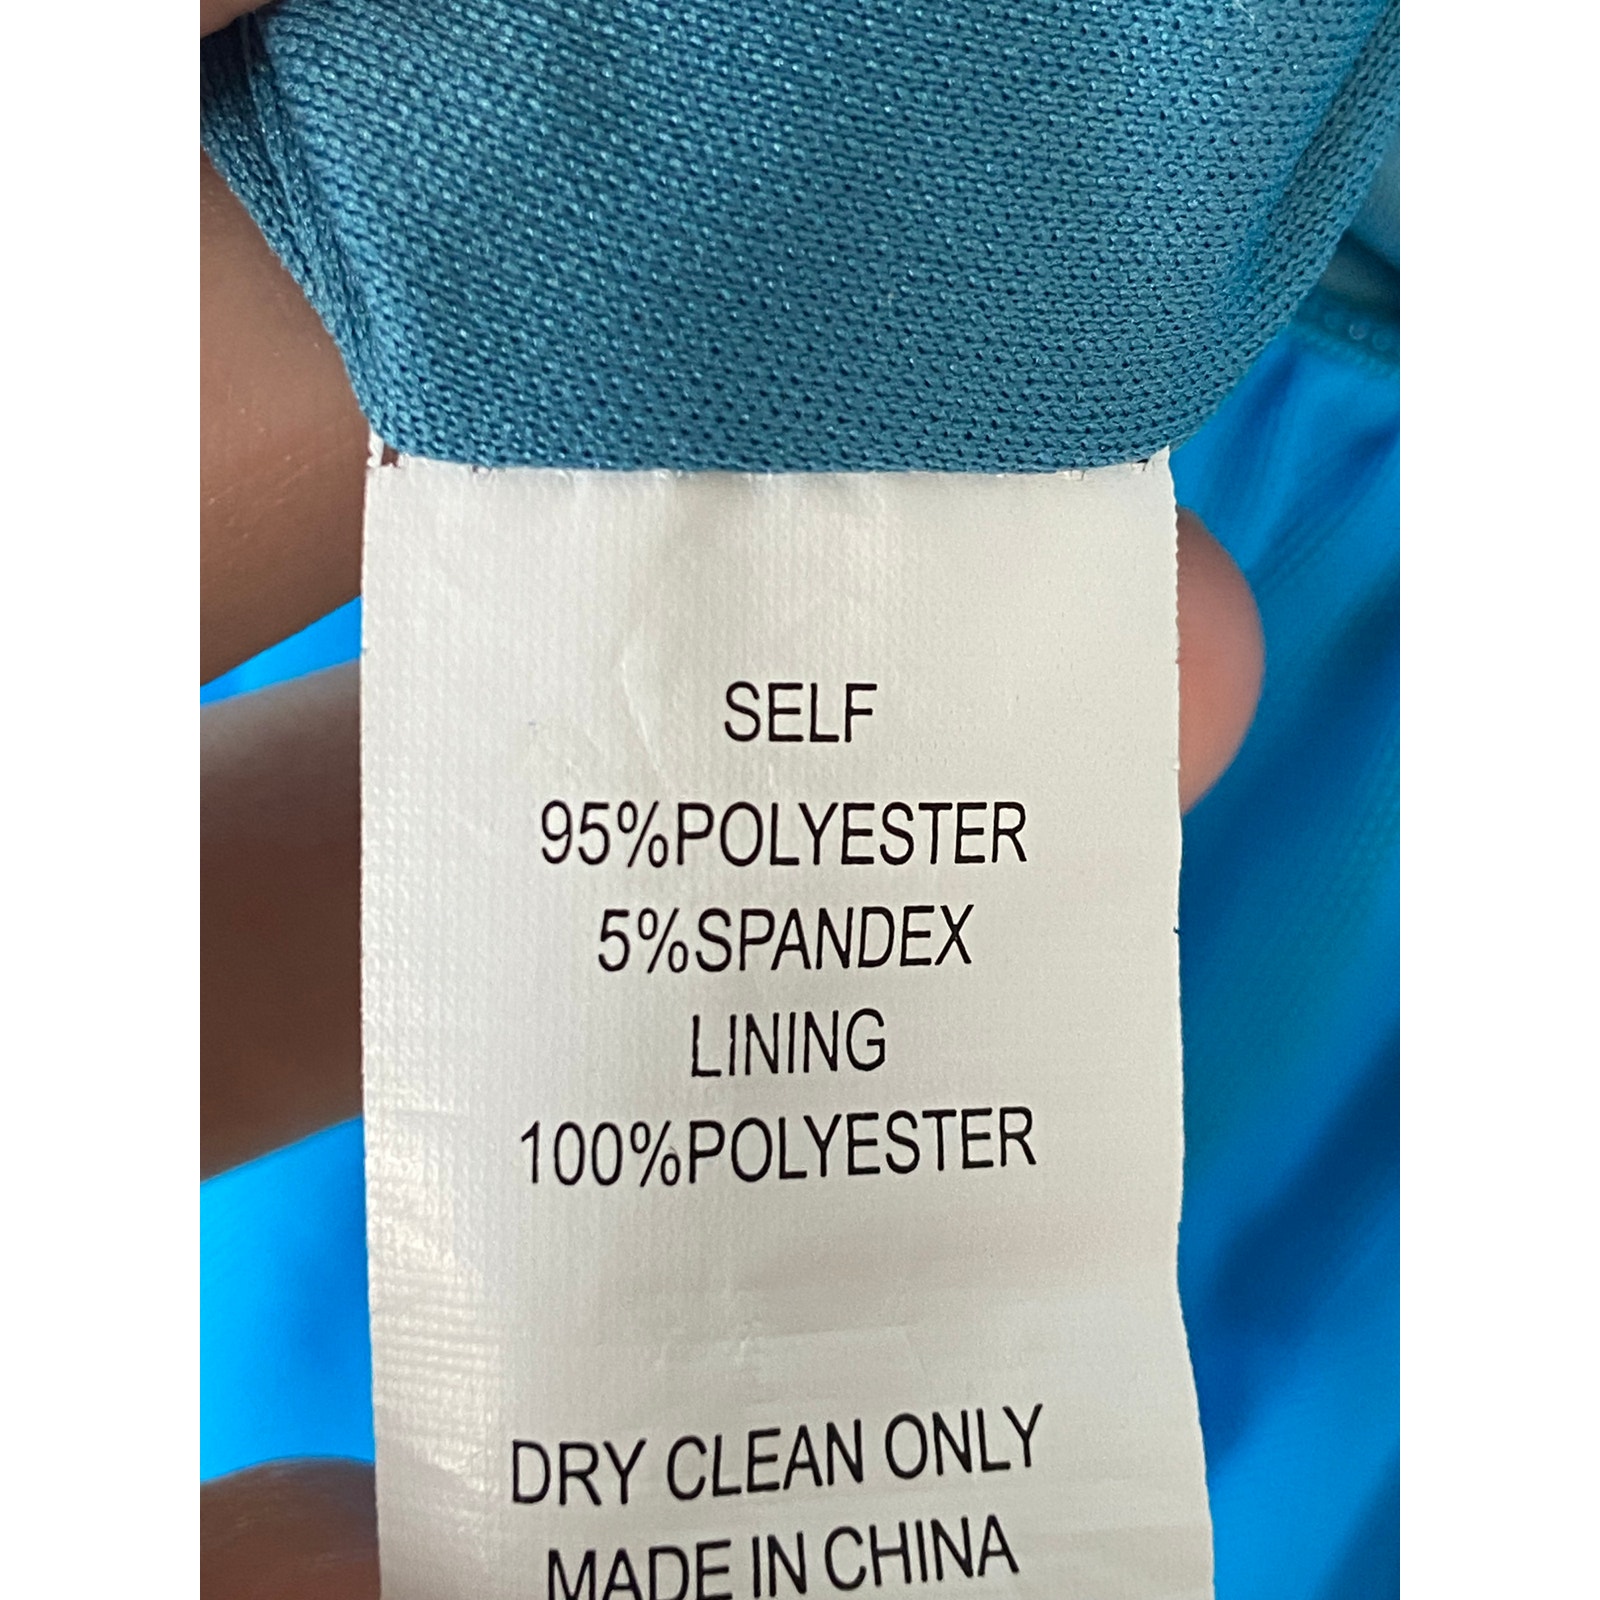 SELF
95%POLYESTER
5%SPANDEX
LINING
100%POLYESTER
DRY CLEAN ONLY
MADE IN CHINA